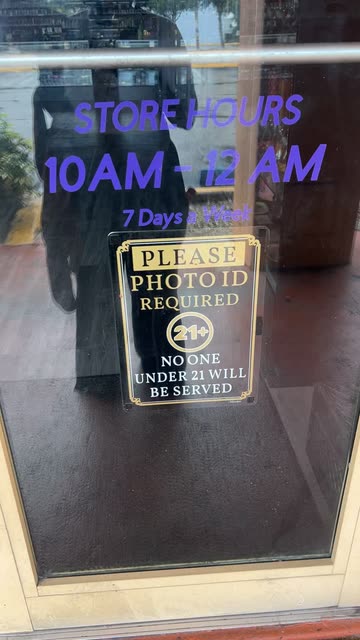 STORE HOURS
10AM - 12 AM
7 Days a Week
PLEASE
PHOTO ID
REQUIRED
21+
NO ONE
UNDER 21 WILL
BE SERVED